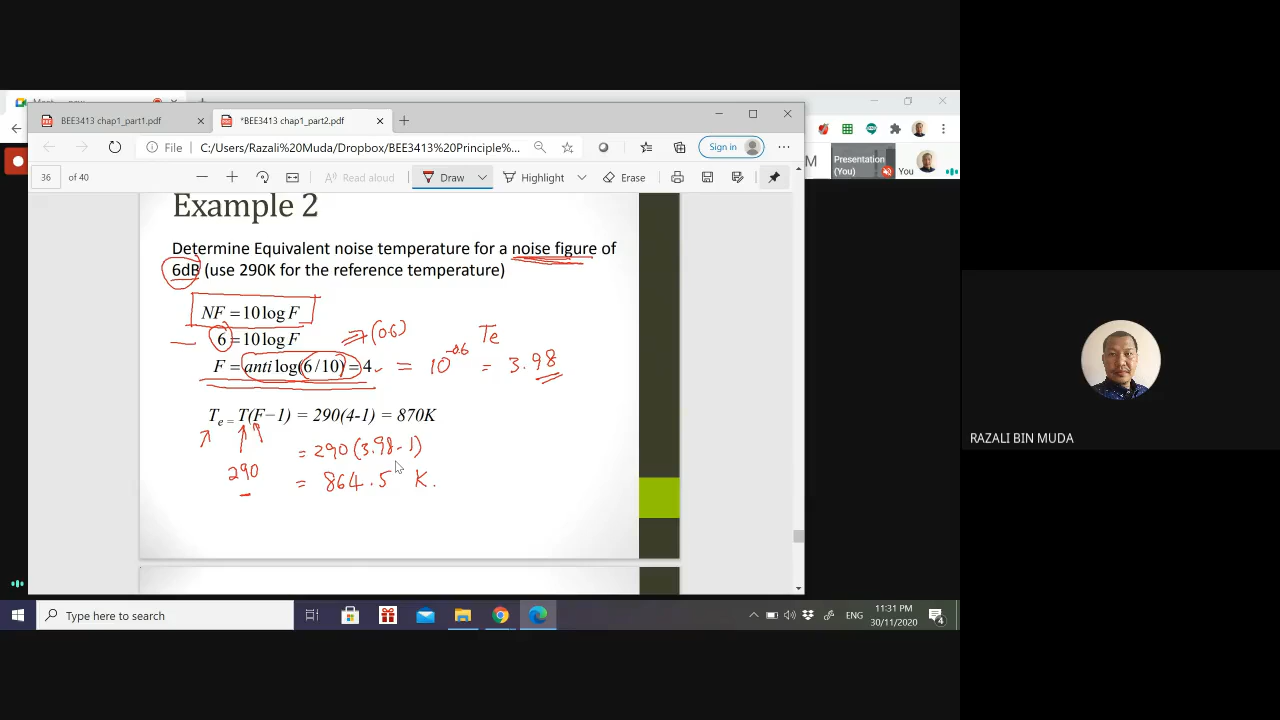 BEE3413 chap1_part1.pdf
*BEE3413 chap1_part2.pdf
File
C:/Users/Razali%20Muda/Dropbox/BEE3413%20Principle%...
Sign in
M
Presentation (You)
You
36 of 40
Read aloud
Draw
Highlight
Erase
Example 2
Determine Equivalent noise temperature for a noise figure of
6dB (use 290K for the reference temperature)
NF = 10 log F
6 = 10 log F
⇒ (0.6)
Te
F = anti log(6/10) = 4
= 10^0.6 = 3.98
Te = T(F−1) = 290(4-1) = 870K
= 290(3.98-1)
290
= 864.5 K.
RAZALI BIN MUDA
Type here to search
ENG
11:31 PM
30/11/2020
4